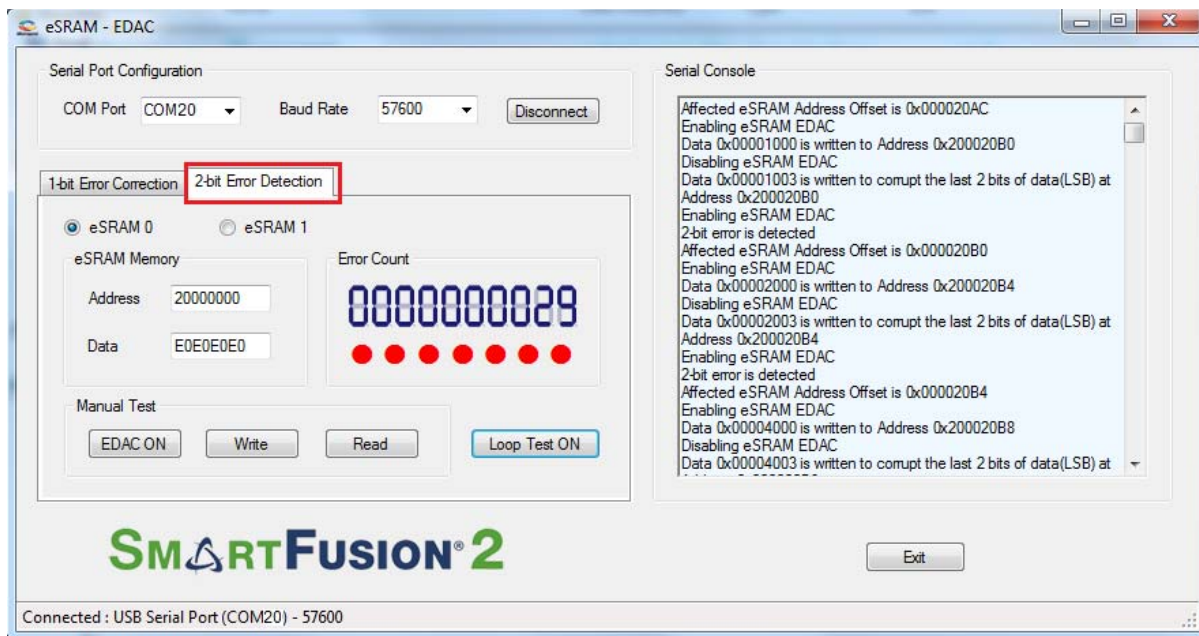 eSRAM - EDAC
Serial Port Configuration
COM Port COM20 Baud Rate 57600 Disconnect
1-bit Error Correction 2-bit Error Detection
eSRAM 0 eSRAM 1
eSRAM Memory Error Count
Address 20000000
0000000029
Data E0E0E0E0
Manual Test
EDAC ON Write Read Loop Test ON
Serial Console
Affected eSRAM Address Offset is 0x000020AC
Enabling eSRAM EDAC
Data 0x00001000 is written to Address 0x200020B0
Disabling eSRAM EDAC
Data 0x00001003 is written to corrupt the last 2 bits of data(LSB) at
Address 0x200020B0
Enabling eSRAM EDAC
2-bit error is detected
Affected eSRAM Address Offset is 0x000020B0
Enabling eSRAM EDAC
Data 0x00002000 is written to Address 0x200020B4
Disabling eSRAM EDAC
Data 0x00002003 is written to corrupt the last 2 bits of data(LSB) at
Address 0x200020B4
Enabling eSRAM EDAC
2-bit error is detected
Affected eSRAM Address Offset is 0x000020B4
Enabling eSRAM EDAC
Data 0x00004000 is written to Address 0x200020B8
Disabling eSRAM EDAC
Data 0x00004003 is written to corrupt the last 2 bits of data(LSB) at
SMARTFUSION®2
Exit
Connected : USB Serial Port (COM20) - 57600